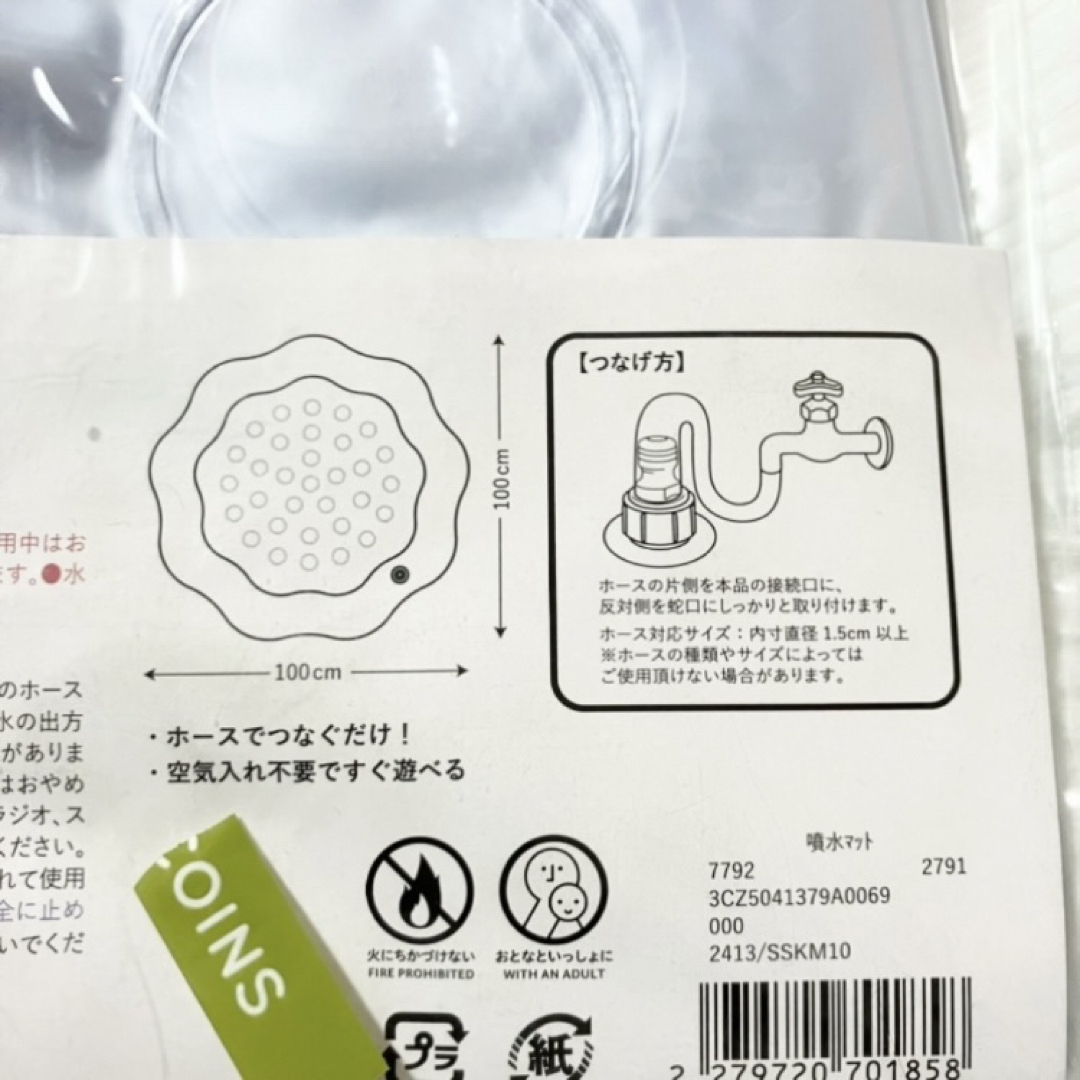 用中はお
ます。●水
のホース
水の出方
がありま
はおやめ
ラジオ、ス
ください。
れて使用
全に止め
いでくだ
100cm
100cm
・ホースでつなぐだけ！
・空気入れ不要ですぐ遊べる
【つなげ方】
ホースの片側を本品の接続口に、
反対側を蛇口にしっかりと取り付けます。
ホース対応サイズ：内寸直径 1.5cm 以上
※ホースの種類やサイズによっては
ご使用頂けない場合があります。
COINS
火にちかづけない
FIRE PROHIBITED
おとなといっしょに
WITH AN ADULT
プラ
紙
噴水ﾏｯﾄ
7792 2791
3CZ5041379A0069
000
2413/SSKM10
2 279720 701858